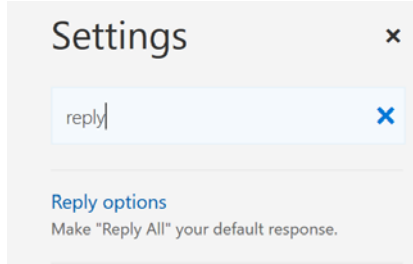 Settings
reply
Reply options
Make "Reply All" your default response.